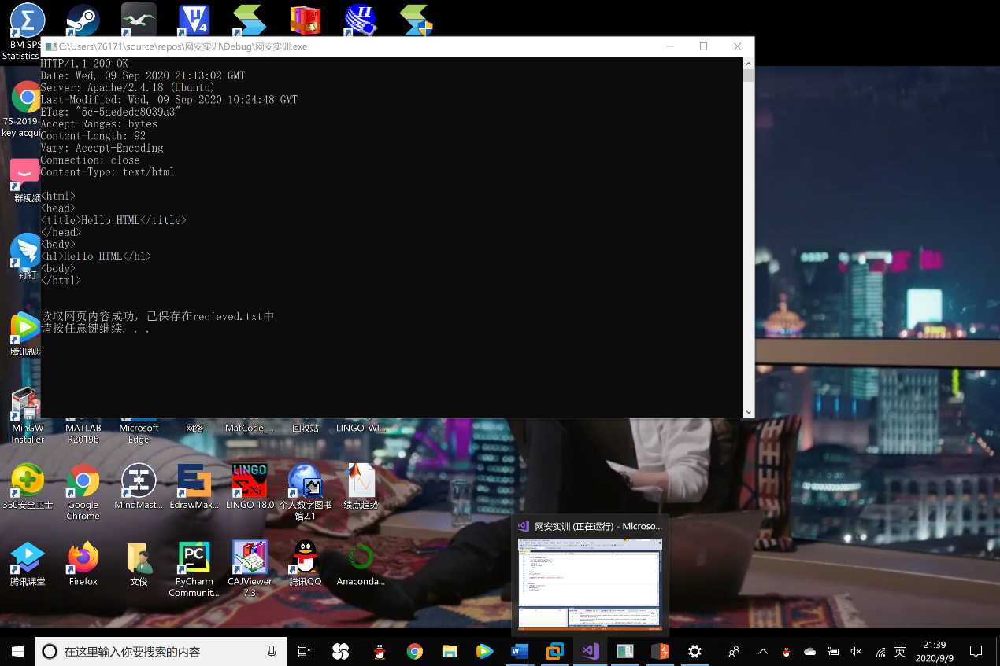 IBM SPS
Statistics
C:\Users\76171\source\repos\网安实训\Debug\网安实训.exe
HTTP/1.1 200 OK
Date: Wed, 09 Sep 2020 21:13:02 GMT
Server: Apache/2.4.18 (Ubuntu)
Last-Modified: Wed, 09 Sep 2020 10:24:48 GMT
ETag: "5c-5aededc8039a3"
Accept-Ranges: bytes
Content-Length: 92
Vary: Accept-Encoding
Connection: close
Content-Type: text/html
<html>
<head>
<title>Hello HTML</title>
</head>
<body>
<h1>Hello HTML</h1>
<body>
</html>
读取网页内容成功，已保存在recieved.txt中
请按任意键继续. . .
75-2019-
key acqui
群视频
钉钉
腾讯视频
MinGW
Installer
MATLAB
R2019b
Microsoft
Edge
网络
MatCode_...
回收站
LINGO-WI...
360安全卫士
Google
Chrome
MindMast...
EdrawMax...
LINGO
LINGO 18.0
个人数字图书
馆2.1
绩点趋势
网安实训 (正在运行) - Microso...
腾讯课堂
Firefox
文俊
PC
PyCharm
Communit...
CAJViewer
7.3
腾讯QQ
Anaconda...
在这里输入你要搜索的内容
英
21:39
2020/9/9